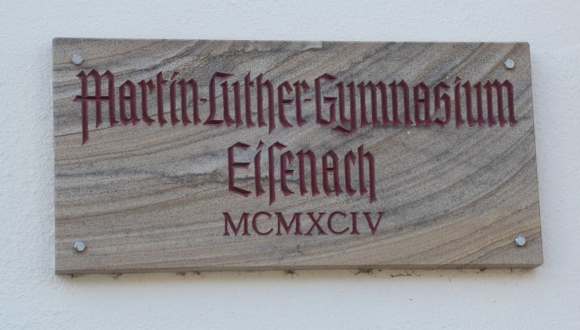 Martin-Luther-Gymnasium
Eiſenach
MCMXCIV